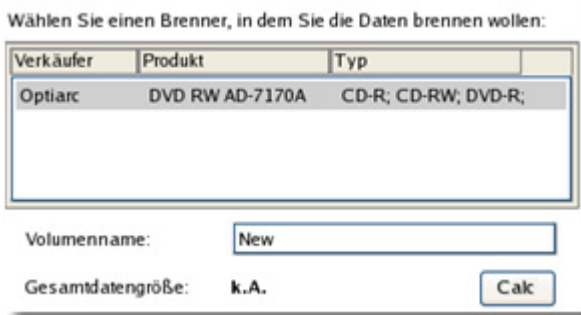 Wählen Sie einen Brenner, in dem Sie die Daten brennen wollen:
Verkäufer Produkt Typ
Optiarc DVD RW AD-7170A CD-R; CD-RW; DVD-R;
Volumenname: New
Gesamtdatengröße: k.A. Calc